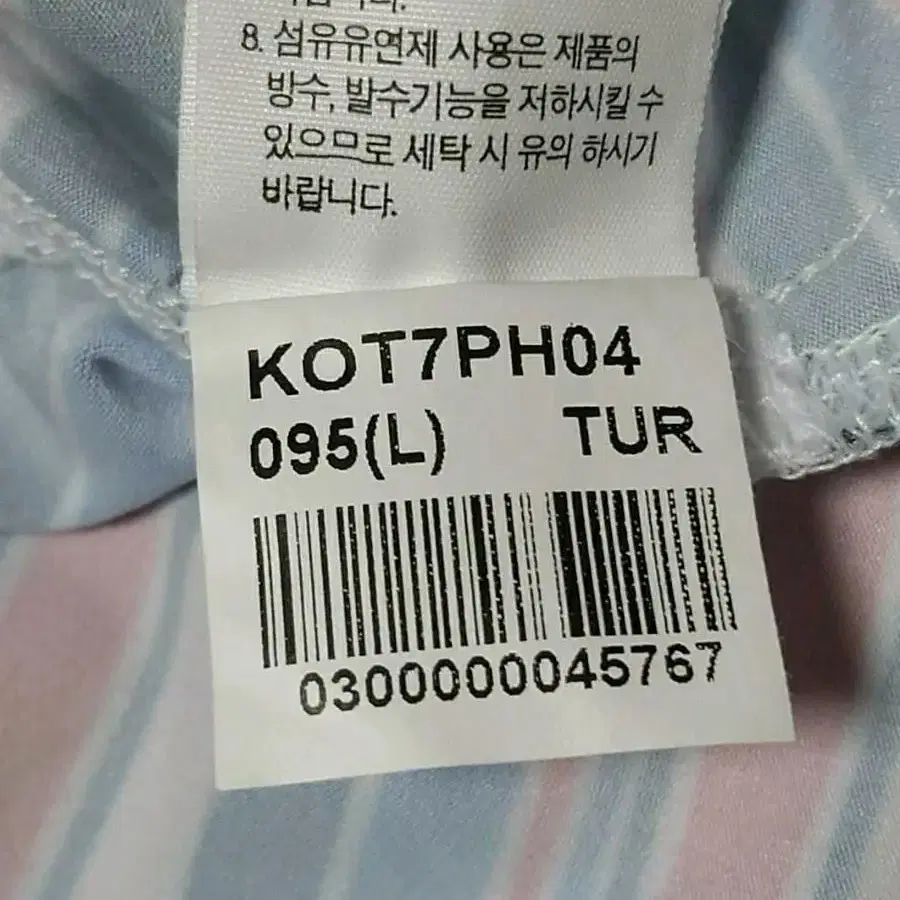 8. 섬유유연제 사용은 제품의
방수, 발수기능을 저하시킬 수
있으므로 세탁 시 유의 하시기
바랍니다.
KOT7PH04
095(L) TUR
0300000045767